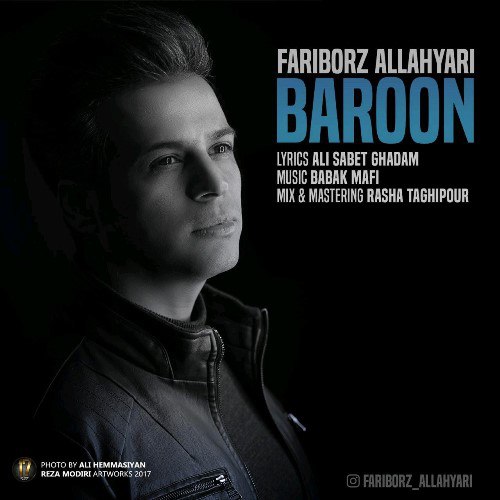 FARIBORZ ALLAHYARI
BAROON
LYRICS ALI SABET GHADAM
MUSIC BABAK MAFI
MIX & MASTERING RASHA TAGHIPOUR
PHOTO BY ALI HEMMASIYAN
REZA MODIRI ARTWORKS 2017
FARIBORZ_ALLAHYARI